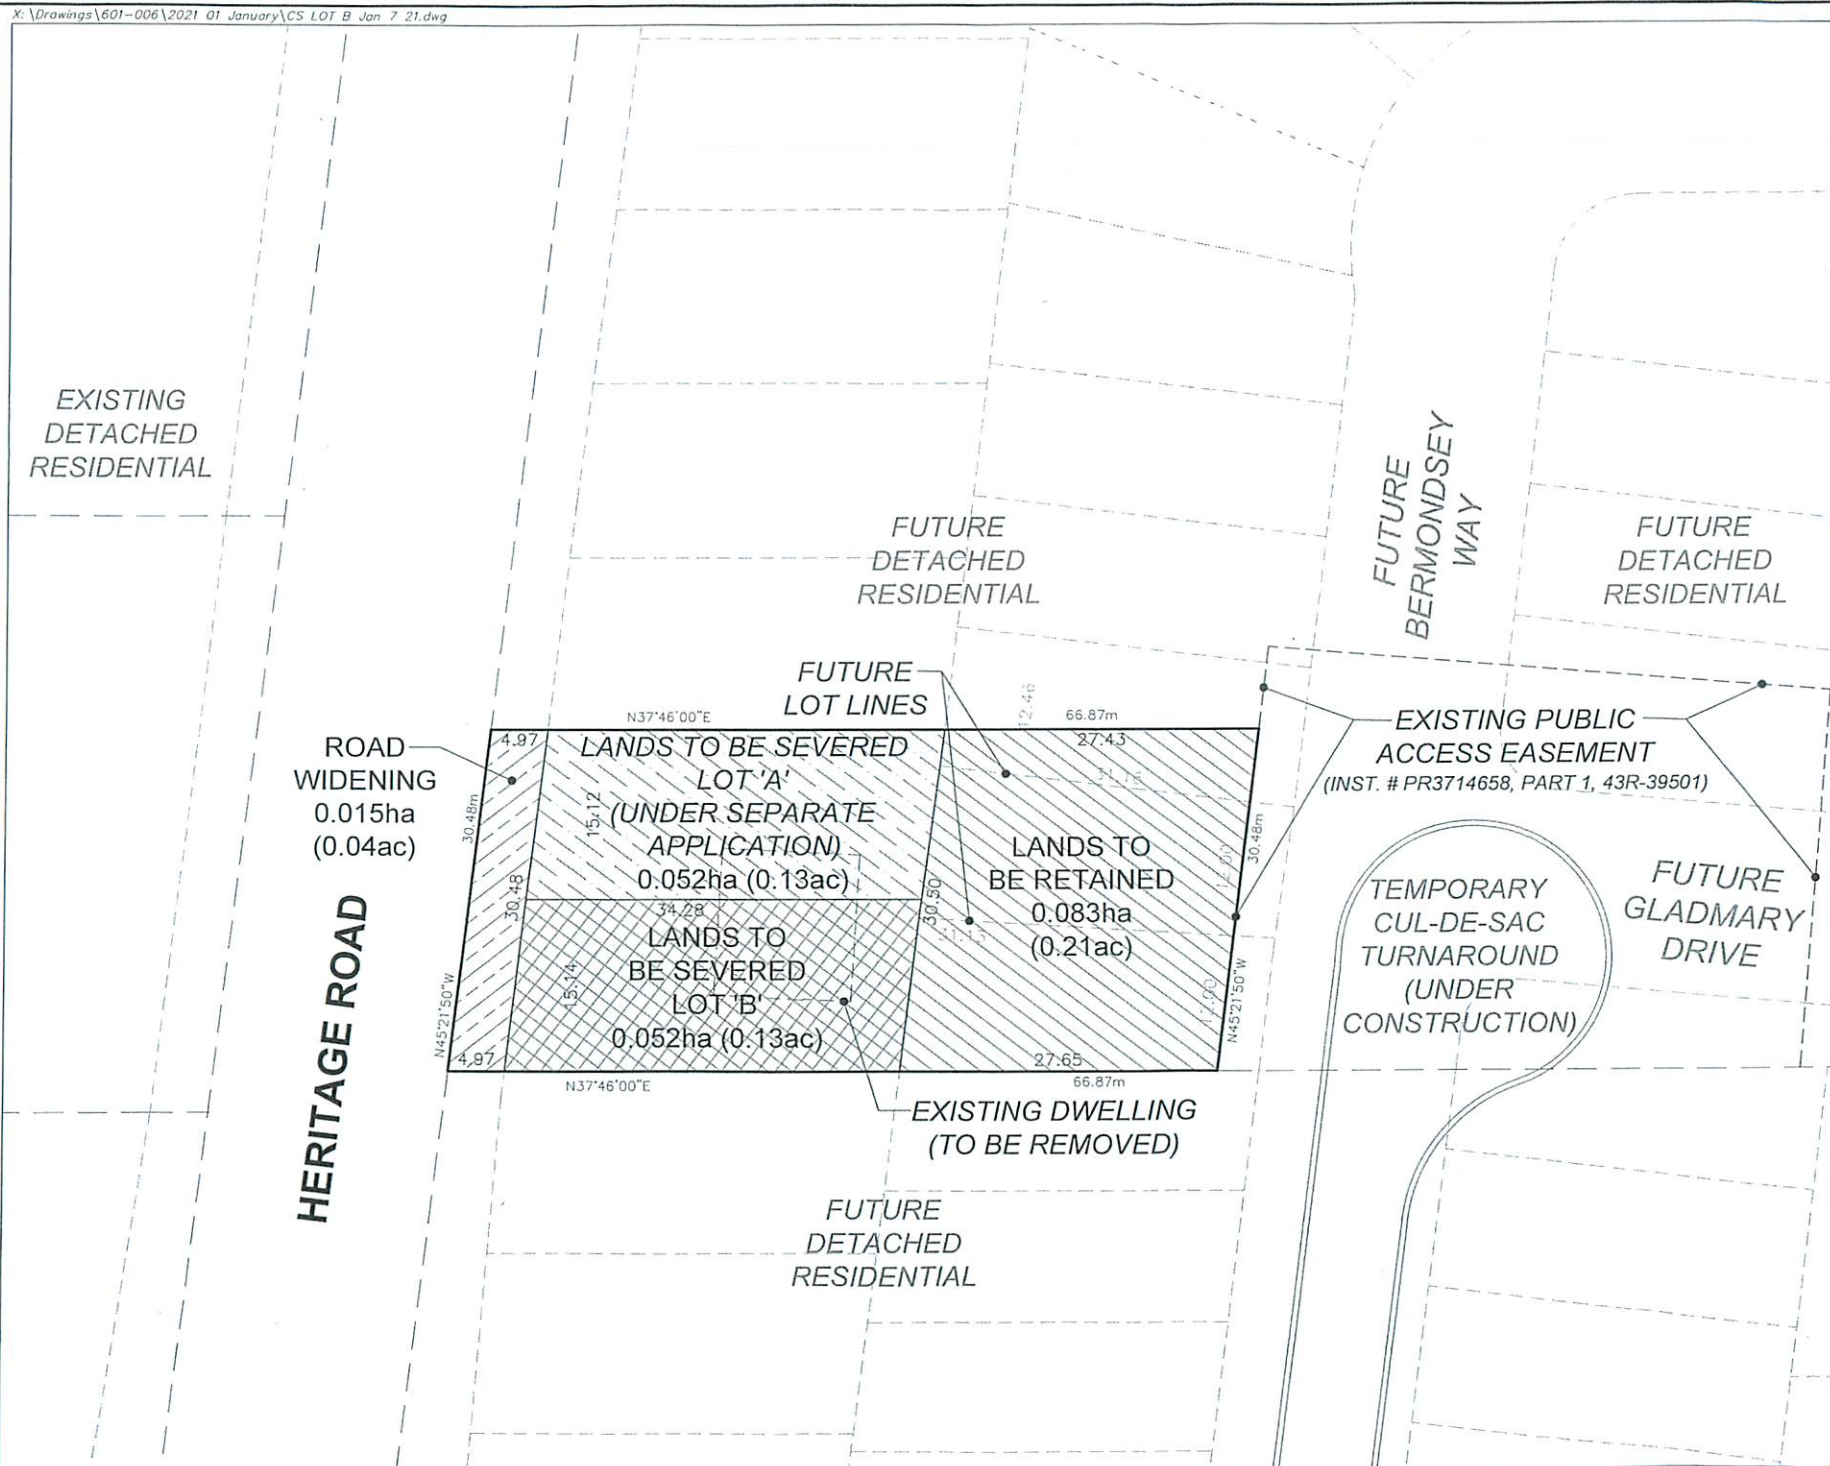 X:\Drawings\601-006\2021 01 January\CS LOT B Jan 7 21.dwg
EXISTING
DETACHED
RESIDENTIAL
FUTURE
DETACHED
RESIDENTIAL
FUTURE
BERMONDSEY
WAY
FUTURE
DETACHED
RESIDENTIAL
FUTURE
LOT LINES
12.46
N37°46'00"E
66.87m
EXISTING PUBLIC
ACCESS EASEMENT
(INST. # PR3714658, PART 1, 43R-39501)
ROAD
WIDENING
0.015ha
(0.04ac)
4.97
LANDS TO BE SEVERED
LOT 'A'
(UNDER SEPARATE
APPLICATION)
0.052ha (0.13ac)
15.12
27.43
30.48m
30.48
34.28
30.50
LANDS TO
BE RETAINED
0.083ha
(0.21ac)
31.13
12.00
30.48m
LANDS TO
BE SEVERED
LOT 'B'
0.052ha (0.13ac)
15.14
N45°21'50"W
4.97
27.65
N45°21'50"W
N37°46'00"E
66.87m
TEMPORARY
CUL-DE-SAC
TURNAROUND
(UNDER
CONSTRUCTION)
FUTURE
GLADMARY
DRIVE
HERITAGE ROAD
EXISTING DWELLING
(TO BE REMOVED)
FUTURE
DETACHED
RESIDENTIAL